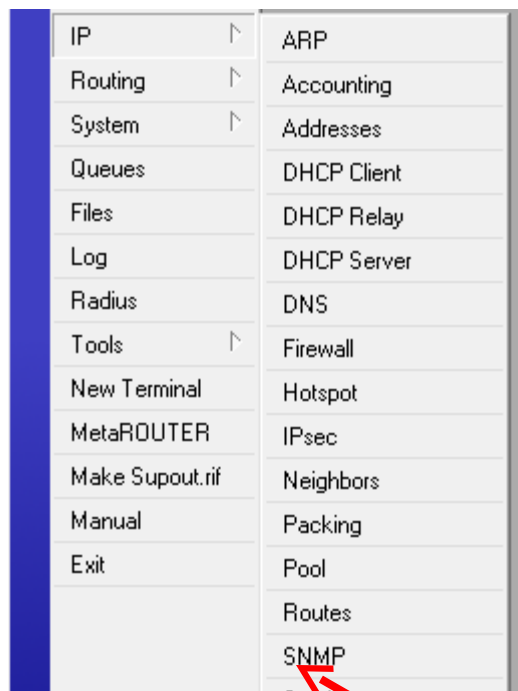 IP
Routing
System
Queues
Files
Log
Radius
Tools
New Terminal
MetaROUTER
Make Supout.rif
Manual
Exit
ARP
Accounting
Addresses
DHCP Client
DHCP Relay
DHCP Server
DNS
Firewall
Hotspot
IPsec
Neighbors
Packing
Pool
Routes
SNMP